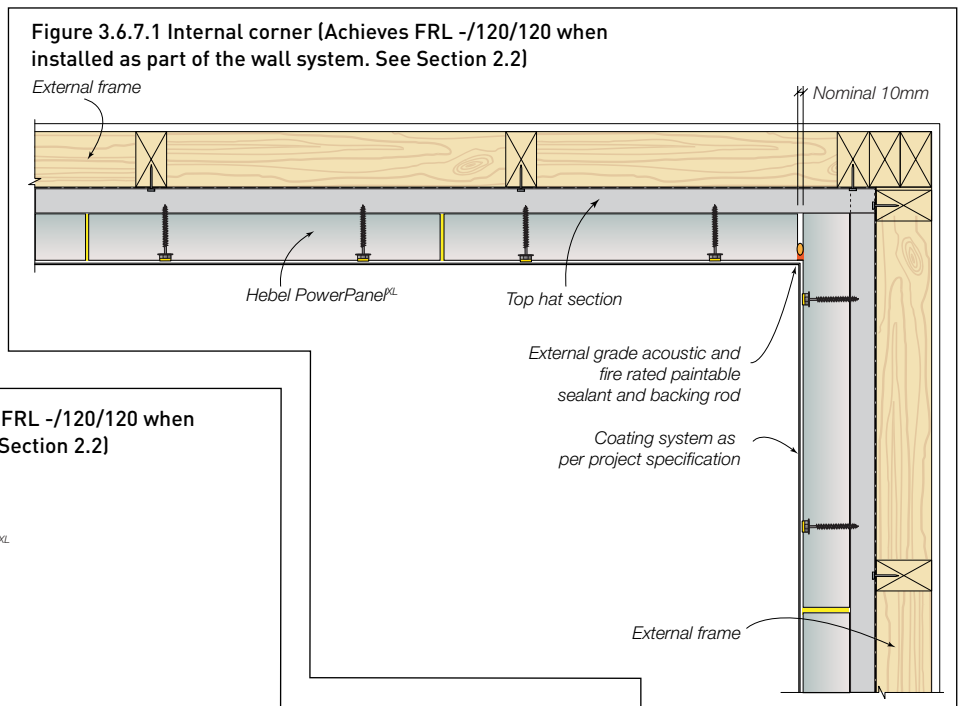 Figure 3.6.7.1 Internal corner (Achieves FRL -/120/120 when
installed as part of the wall system. See Section 2.2)
External frame
Nominal 10mm
Hebel PowerPanelXL
Top hat section
External grade acoustic and
fire rated paintable
sealant and backing rod
FRL -/120/120 when
Section 2.2)
Coating system as
per project specification
XL
External frame